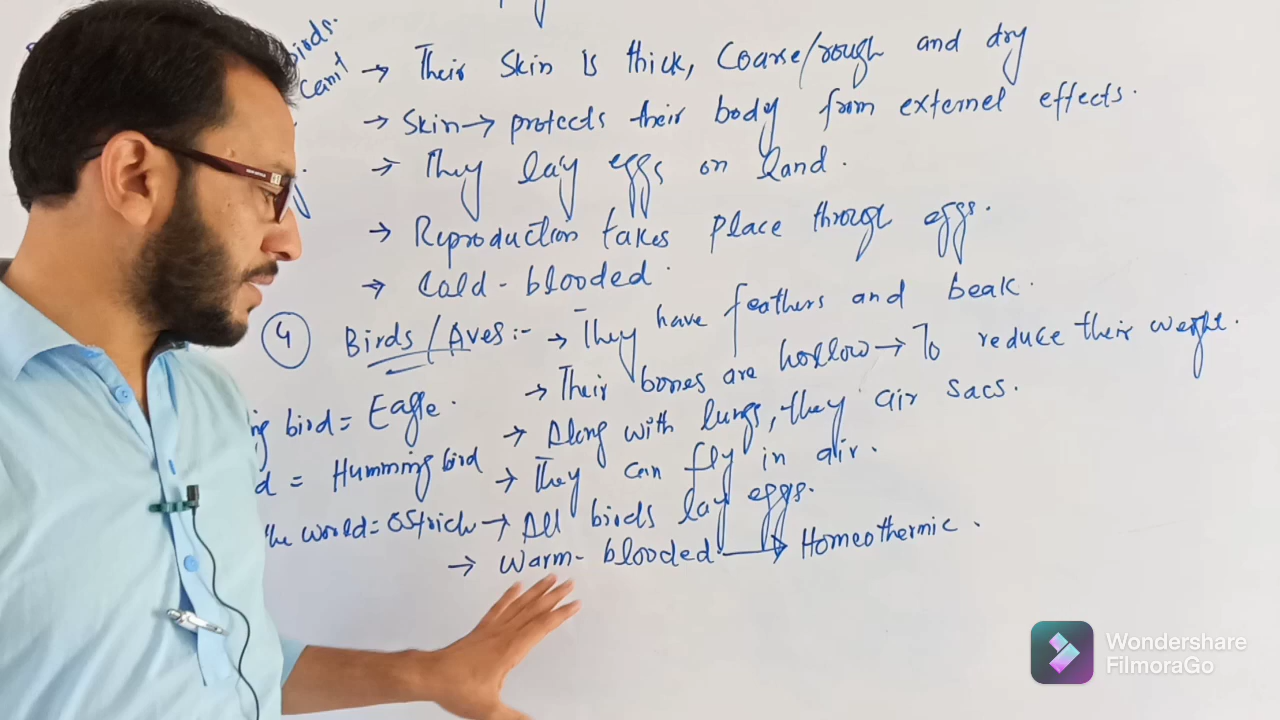 birds.
→ Their Skin is thick, Coarse/rough and dry
→ Skin → protects their body from external effects.
→ They lay eggs on land.
→ Reproduction takes place through eggs.
→ Cold-blooded.
④ Birds/Aves:- → They have feathers and beak.
→ Their bones are hollow → To reduce their weight.
bird = Eagle.
→ Along with lungs, they air sacs.
= Humming bird
→ They can fly in air.
the world = Ostrich
→ All birds lay eggs.
→ Warm-blooded. → Homeothermic.
Wondershare
FilmoraGo